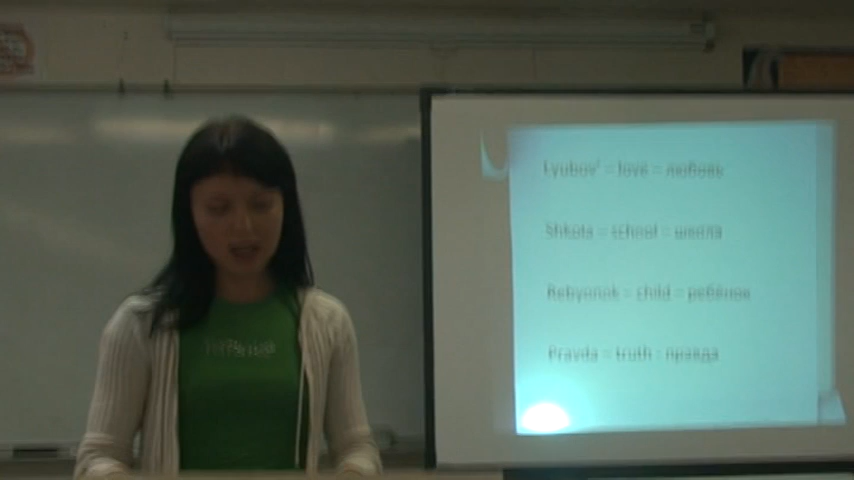 Lyubov' = love = любовь
Shkola = school = школа
Rebyonok = child = ребёнок
Pravda = truth = правда